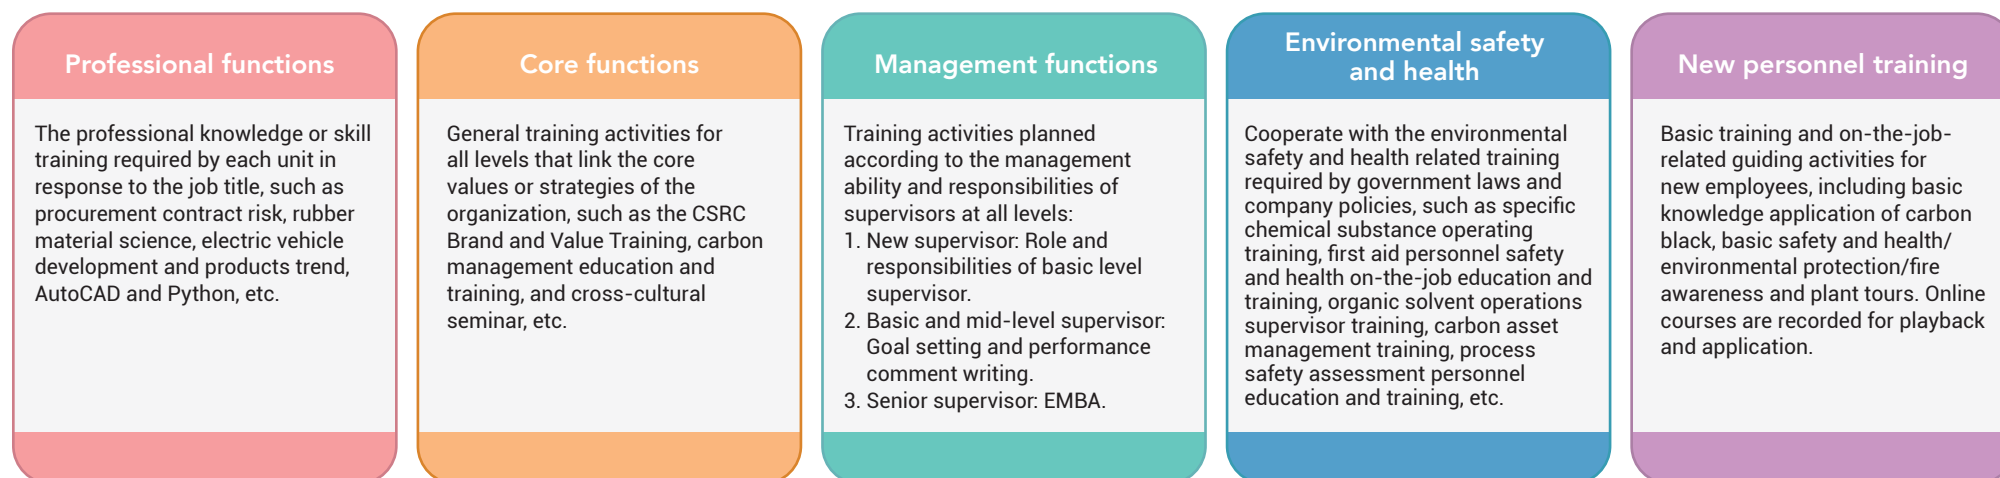 Professional functions
The professional knowledge or skill
training required by each unit in
response to the job title, such as
procurement contract risk, rubber
material science, electric vehicle
development and products trend,
AutoCAD and Python, etc.
Core functions
General training activities for
all levels that link the core
values or strategies of the
organization, such as the CSRC
Brand and Value Training, carbon
management education and
training, and cross-cultural
seminar, etc.
Management functions
Training activities planned
according to the management
ability and responsibilities of
supervisors at all levels:
1. New supervisor: Role and
responsibilities of basic level
supervisor.
2. Basic and mid-level supervisor:
Goal setting and performance
comment writing.
3. Senior supervisor: EMBA.
Environmental safety
and health
Cooperate with the environmental
safety and health related training
required by government laws and
company policies, such as specific
chemical substance operating
training, first aid personnel safety
and health on-the-job education and
training, organic solvent operations
supervisor training, carbon asset
management training, process
safety assessment personnel
education and training, etc.
New personnel training
Basic training and on-the-job-
related guiding activities for
new employees, including basic
knowledge application of carbon
black, basic safety and health/
environmental protection/fire
awareness and plant tours. Online
courses are recorded for playback
and application.